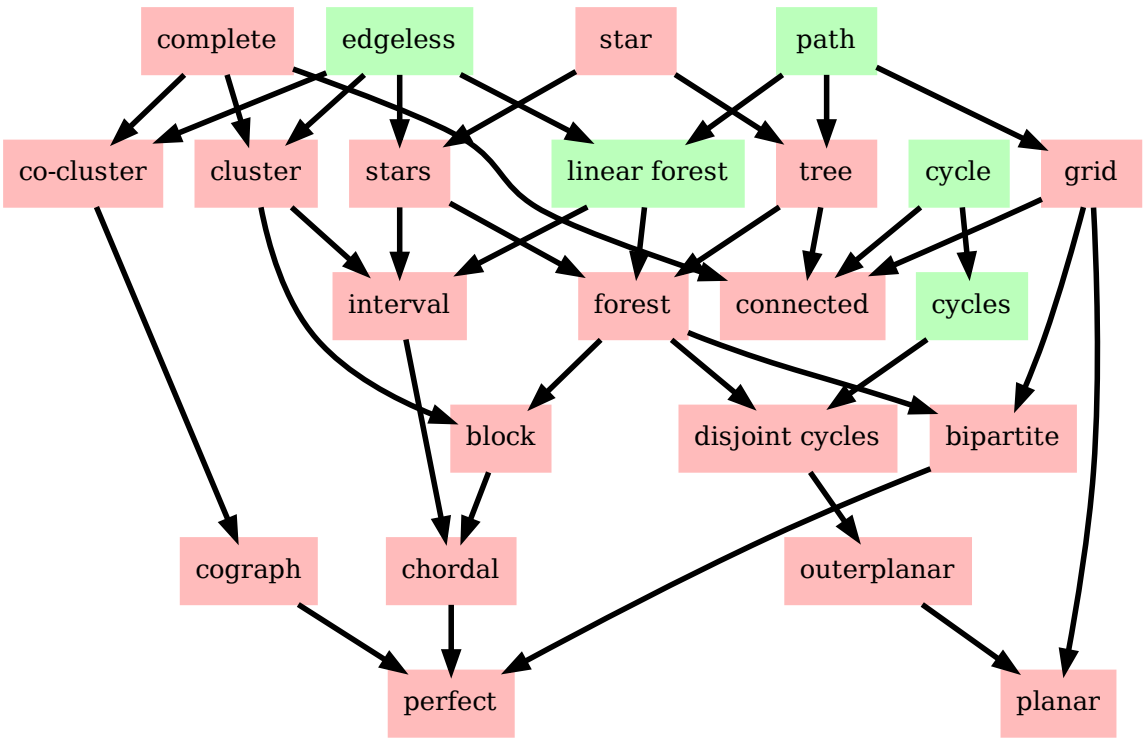 complete
edgeless
star
path
co-cluster
cluster
stars
linear forest
tree
cycle
grid
interval
forest
connected
cycles
block
disjoint cycles
bipartite
cograph
chordal
outerplanar
perfect
planar